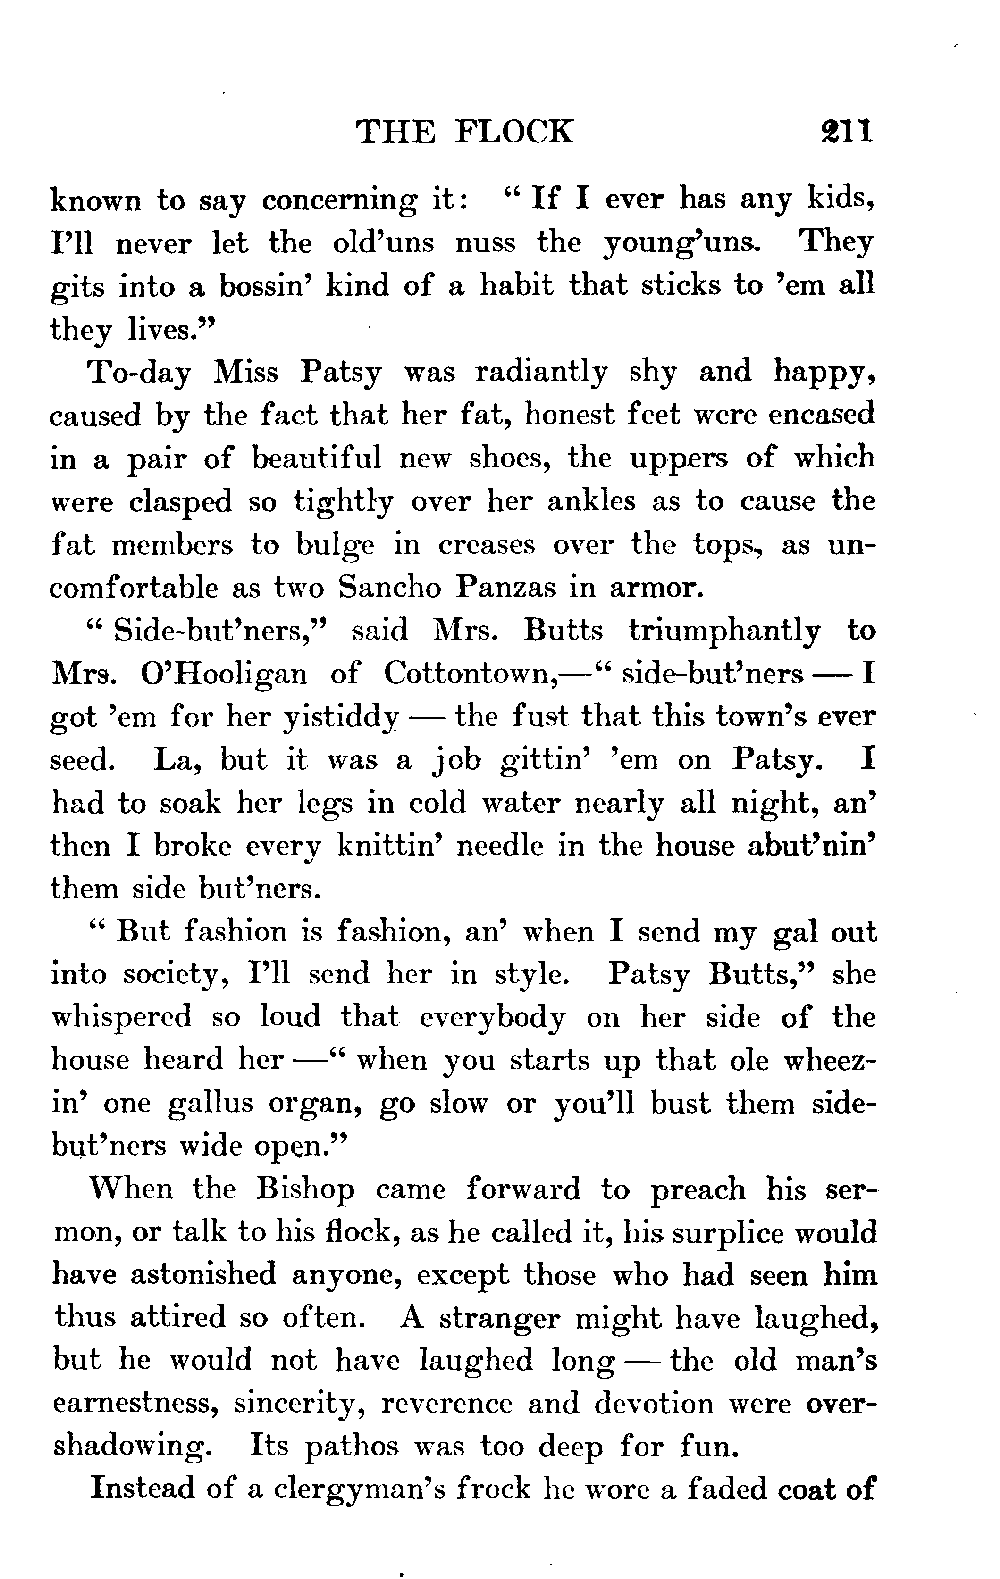 THE FLOCK 211
known to say concerning it: “ If I ever has any kids,
I’ll never let the old’uns nuss the young’uns. They
gits into a bossin’ kind of a habit that sticks to ’em all
they lives.”
To-day Miss Patsy was radiantly shy and happy,
caused by the fact that her fat, honest feet were encased
in a pair of beautiful new shoes, the uppers of which
were clasped so tightly over her ankles as to cause the
fat members to bulge in creases over the tops, as un-
comfortable as two Sancho Panzas in armor.
“ Side-but’ners,” said Mrs. Butts triumphantly to
Mrs. O’Hooligan of Cottontown,—“ side-but’ners — I
got ’em for her yistiddy — the fust that this town’s ever
seed. La, but it was a job gittin’ ’em on Patsy. I
had to soak her legs in cold water nearly all night, an’
then I broke every knittin’ needle in the house abut’nin’
them side but’ners.
“ But fashion is fashion, an’ when I send my gal out
into society, I’ll send her in style. Patsy Butts,” she
whispered so loud that everybody on her side of the
house heard her —“ when you starts up that ole wheez-
in’ one gallus organ, go slow or you’ll bust them side-
but’ners wide open.”
When the Bishop came forward to preach his ser-
mon, or talk to his flock, as he called it, his surplice would
have astonished anyone, except those who had seen him
thus attired so often. A stranger might have laughed,
but he would not have laughed long — the old man’s
earnestness, sincerity, reverence and devotion were over-
shadowing. Its pathos was too deep for fun.
Instead of a clergyman’s frock he wore a faded coat of